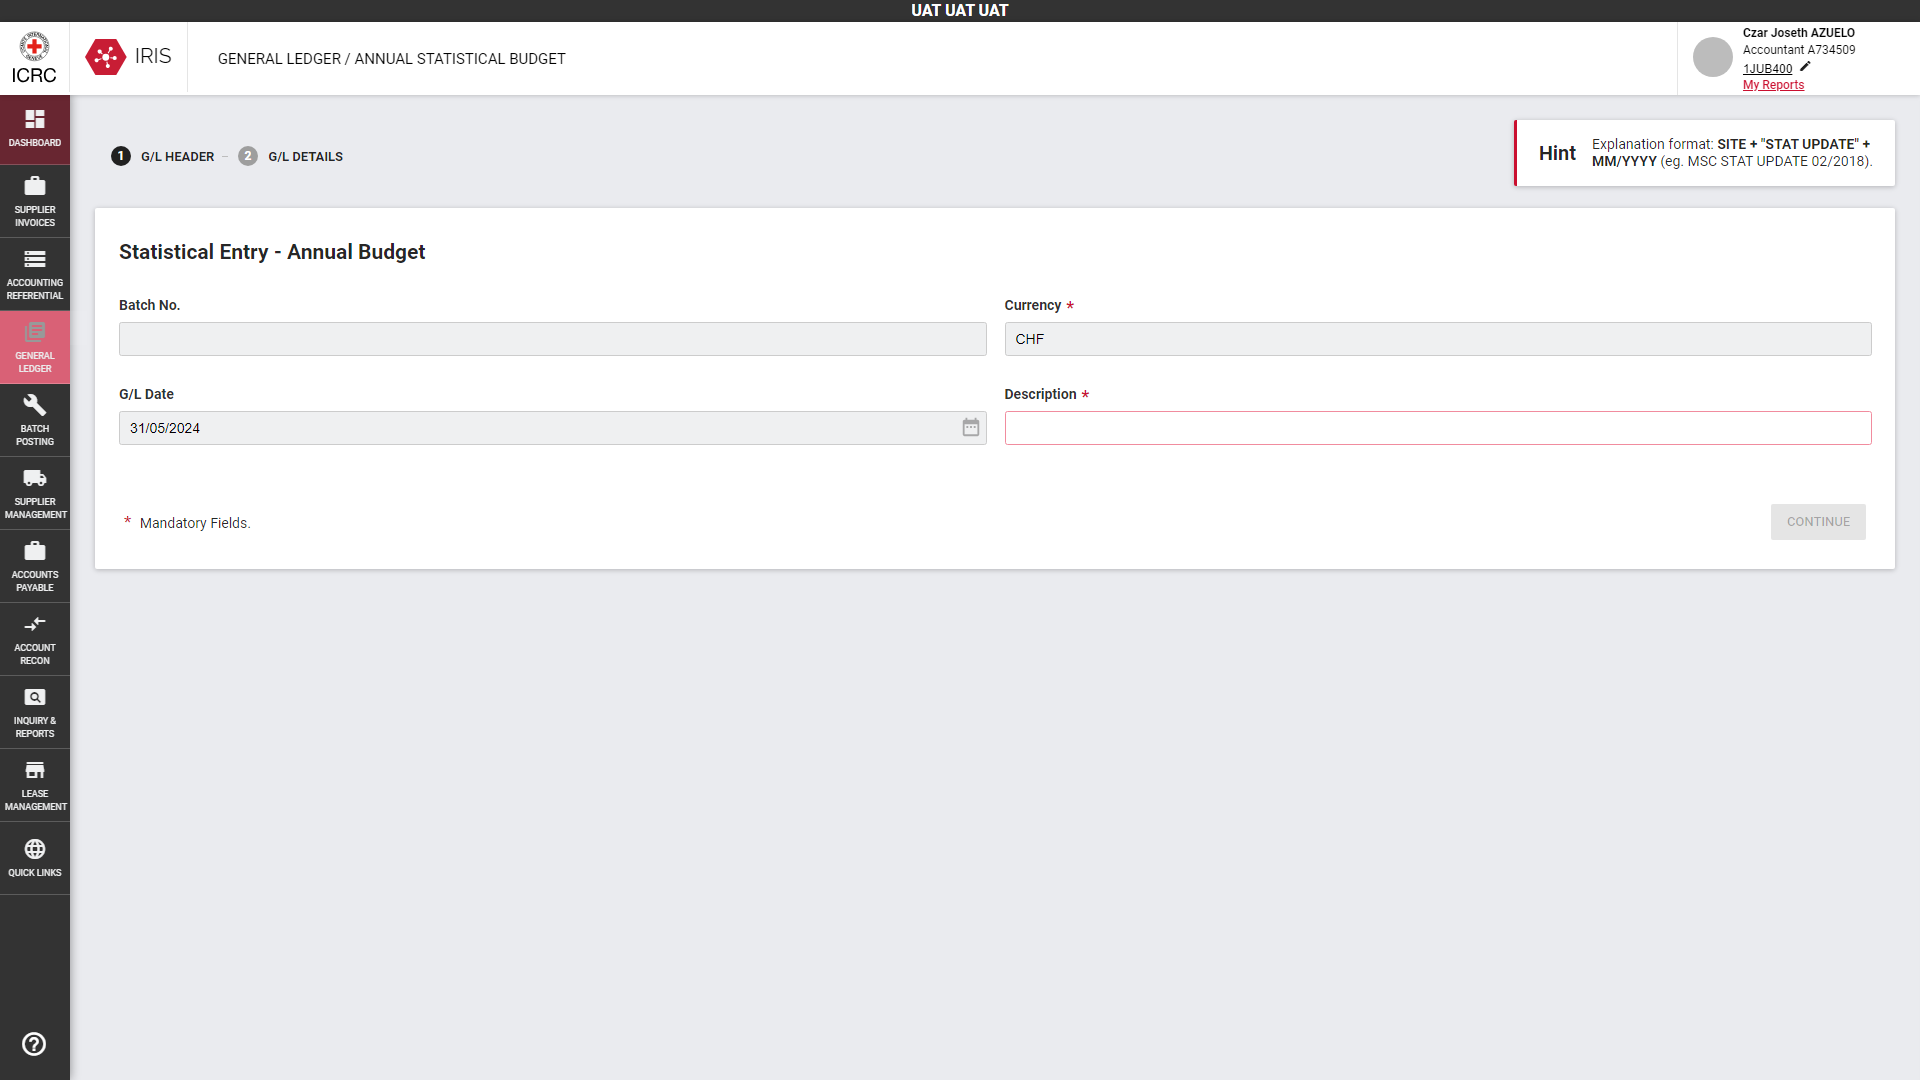 UAT UAT UAT
ICRC
IRIS
GENERAL LEDGER / ANNUAL STATISTICAL BUDGET
Czar Joseth AZUELO
Accountant A734509
1JUB400
My Reports
DASHBOARD
SUPPLIER
INVOICES
ACCOUNTING
REFERENTIAL
GENERAL
LEDGER
BATCH
POSTING
SUPPLIER
MANAGEMENT
ACCOUNTS
PAYABLE
ACCOUNT
RECON
INQUIRY &
REPORTS
LEASE
MANAGEMENT
QUICK LINKS
1 G/L HEADER – 2 G/L DETAILS
Hint
Explanation format: SITE + "STAT UPDATE" +
MM/YYYY (eg. MSC STAT UPDATE 02/2018).
Statistical Entry - Annual Budget
Batch No.
Currency *
CHF
G/L Date
31/05/2024
Description *
* Mandatory Fields.
CONTINUE